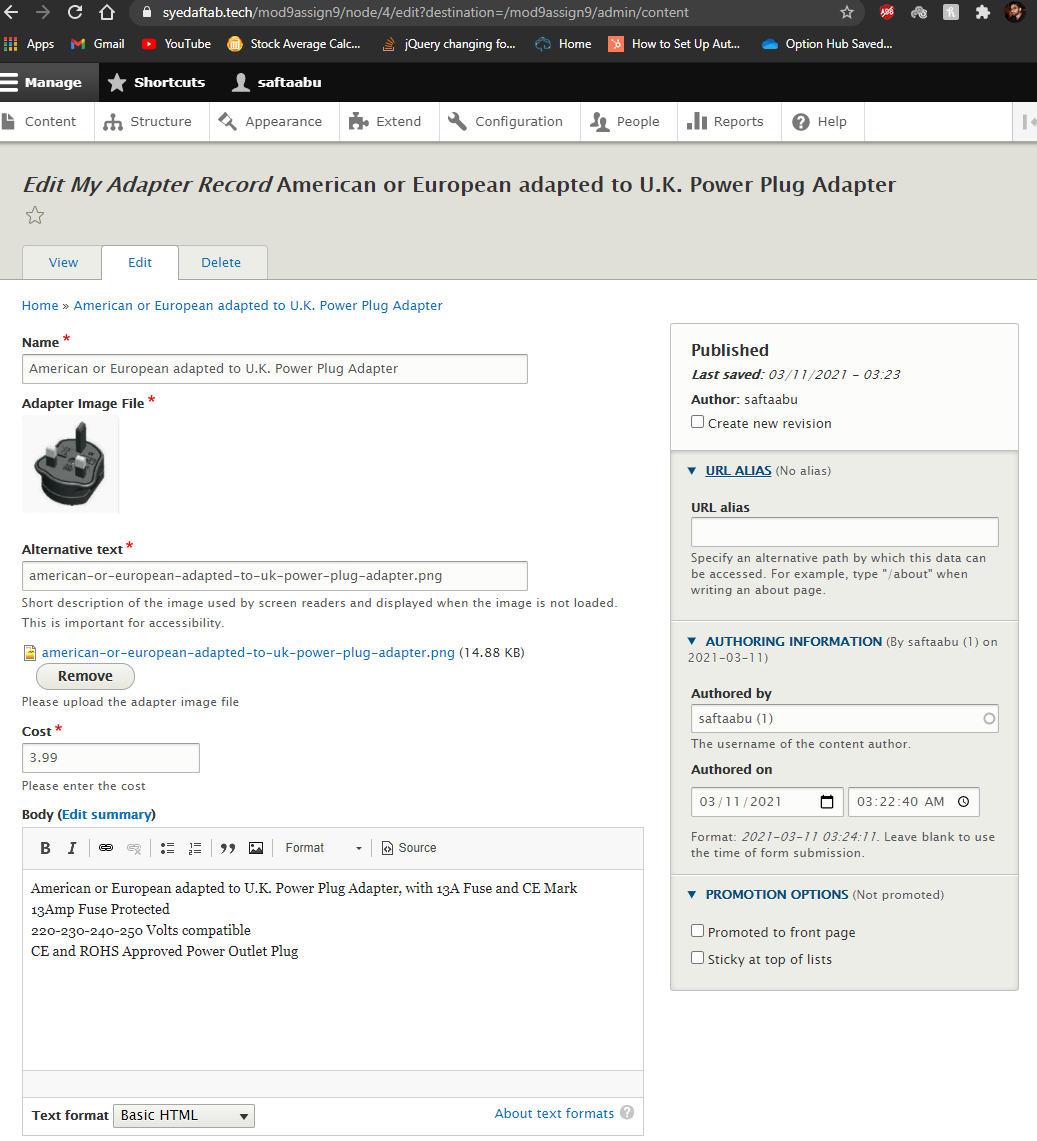 syedaftab.tech/mod9assign9/node/4/edit?destination=/mod9assign9/admin/content
Apps Gmail YouTube Stock Average Calc... jQuery changing fo... Home How to Set Up Aut... Option Hub Saved...
Manage Shortcuts saftaabu
Content Structure Appearance Extend Configuration People Reports Help
Edit My Adapter Record American or European adapted to U.K. Power Plug Adapter
View Edit Delete
Home » American or European adapted to U.K. Power Plug Adapter
Name *
American or European adapted to U.K. Power Plug Adapter
Adapter Image File *
Alternative text *
american-or-european-adapted-to-uk-power-plug-adapter.png
Short description of the image used by screen readers and displayed when the image is not loaded.
This is important for accessibility.
american-or-european-adapted-to-uk-power-plug-adapter.png (14.88 KB)
Remove
Please upload the adapter image file
Cost *
3.99
Please enter the cost
Body (Edit summary)
B I Format Source
American or European adapted to U.K. Power Plug Adapter, with 13A Fuse and CE Mark
13Amp Fuse Protected
220-230-240-250 Volts compatible
CE and ROHS Approved Power Outlet Plug
Text format Basic HTML About text formats ?
Published
Last saved: 03/11/2021 - 03:23
Author: saftaabu
Create new revision
URL ALIAS (No alias)
URL alias
Specify an alternative path by which this data can
be accessed. For example, type "/about" when
writing an about page.
AUTHORING INFORMATION (By saftaabu (1) on
2021-03-11)
Authored by
saftaabu (1)
The username of the content author.
Authored on
03/11/2021 03:22:40 AM
Format: 2021-03-11 03:24:11. Leave blank to use
the time of form submission.
PROMOTION OPTIONS (Not promoted)
Promoted to front page
Sticky at top of lists